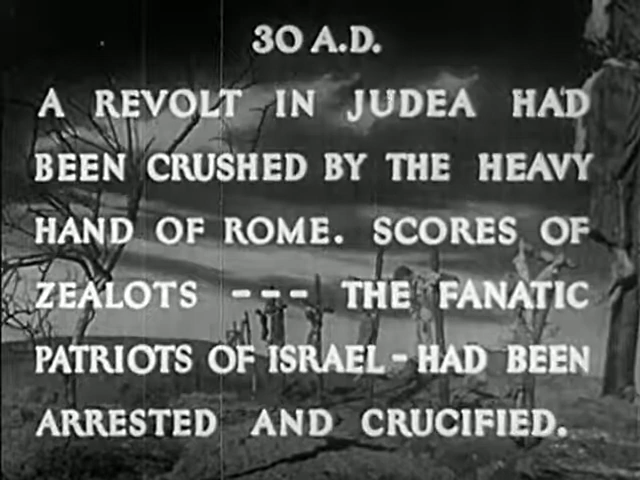 30 A.D.
A REVOLT IN JUDEA HAD
BEEN CRUSHED BY THE HEAVY
HAND OF ROME. SCORES OF
ZEALOTS --- THE FANATIC
PATRIOTS OF ISRAEL - HAD BEEN
ARRESTED AND CRUCIFIED.